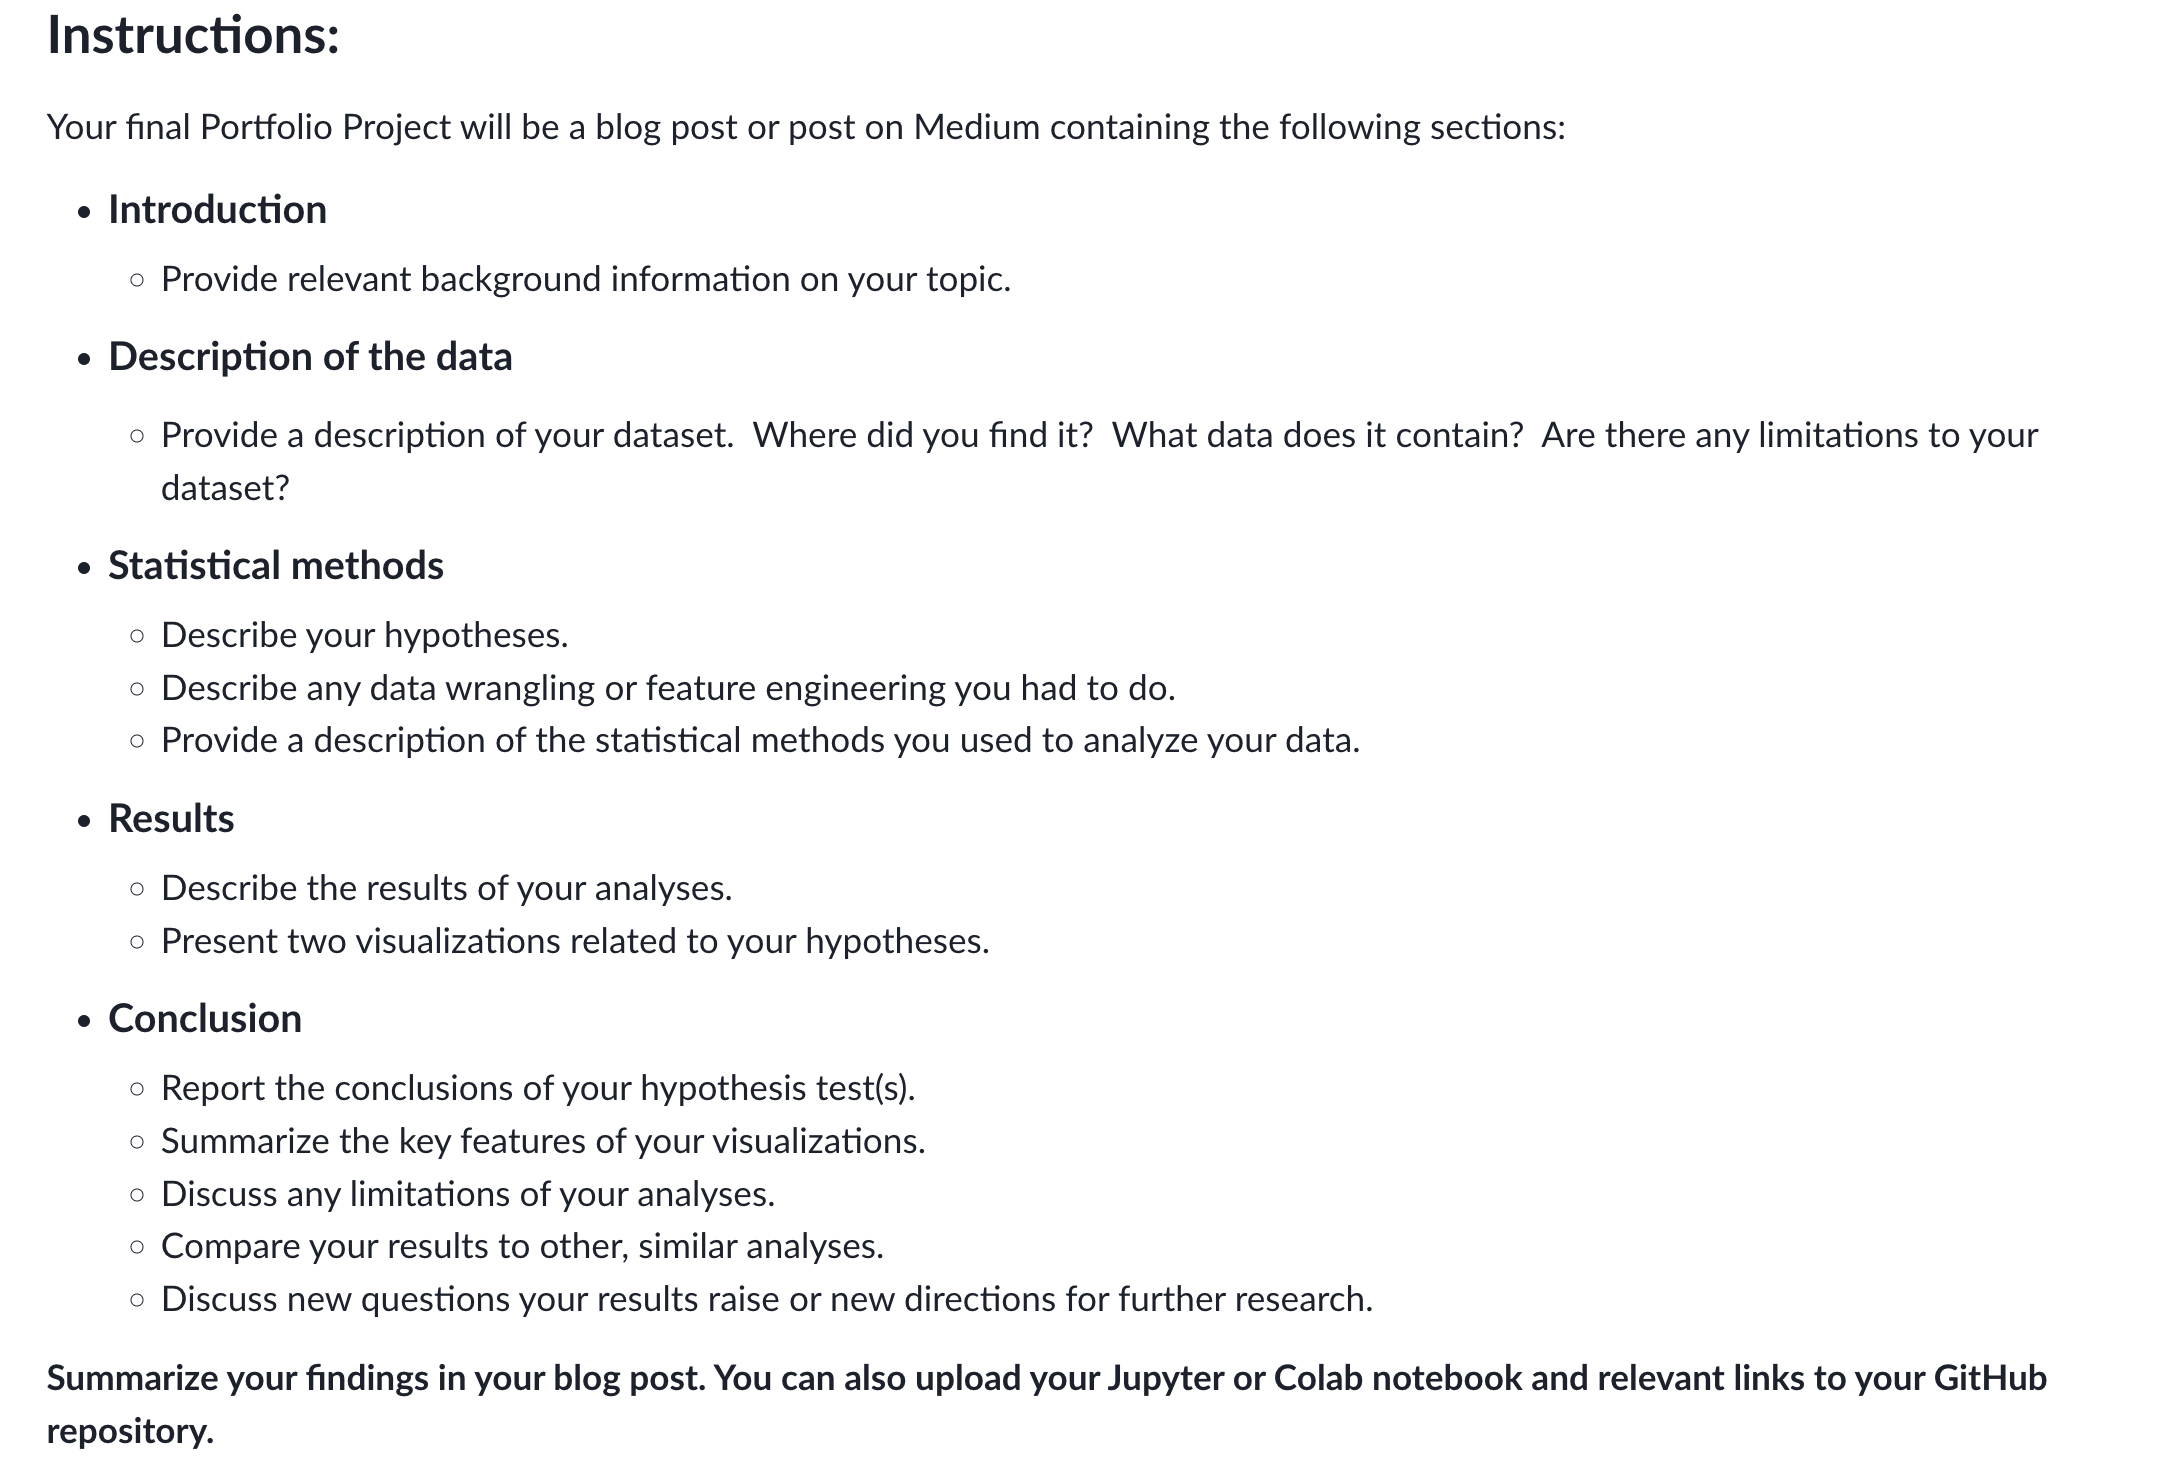 Instructions:
Your final Portfolio Project will be a blog post or post on Medium containing the following sections:
• Introduction
◦ Provide relevant background information on your topic.
• Description of the data
◦ Provide a description of your dataset.  Where did you find it?  What data does it contain?  Are there any limitations to your
dataset?
• Statistical methods
◦ Describe your hypotheses.
◦ Describe any data wrangling or feature engineering you had to do.
◦ Provide a description of the statistical methods you used to analyze your data.
• Results
◦ Describe the results of your analyses.
◦ Present two visualizations related to your hypotheses.
• Conclusion
◦ Report the conclusions of your hypothesis test(s).
◦ Summarize the key features of your visualizations.
◦ Discuss any limitations of your analyses.
◦ Compare your results to other, similar analyses.
◦ Discuss new questions your results raise or new directions for further research.
Summarize your findings in your blog post. You can also upload your Jupyter or Colab notebook and relevant links to your GitHub
repository.